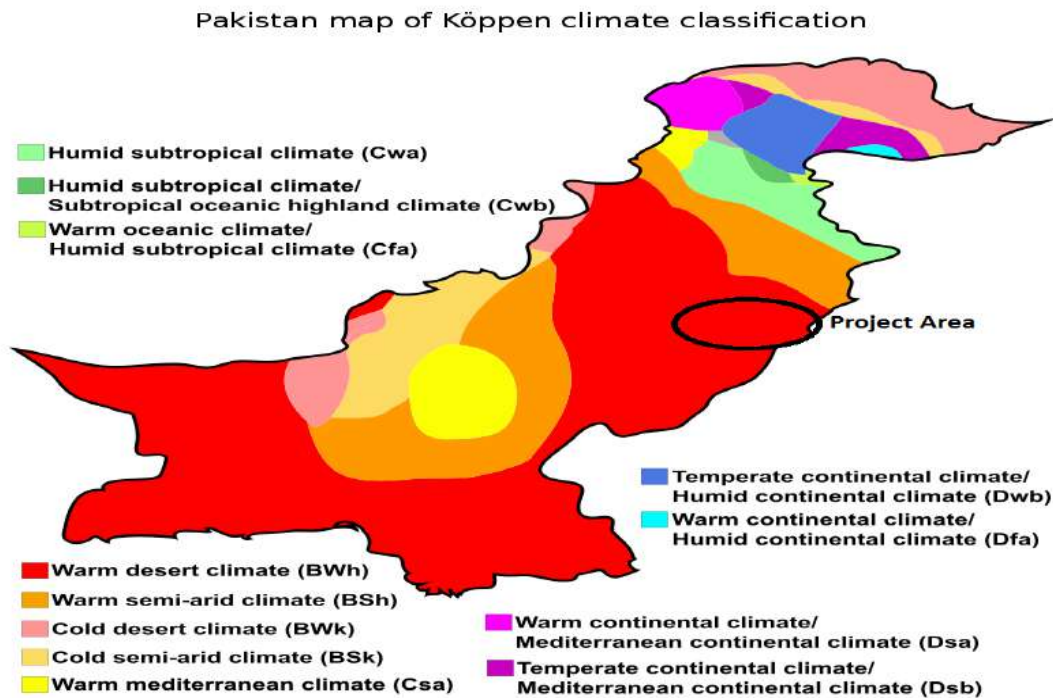 Pakistan map of Köppen climate classification
Humid subtropical climate (Cwa)
Humid subtropical climate/
Subtropical oceanic highland climate (Cwb)
Warm oceanic climate/
Humid subtropical climate (Cfa)
Project Area
Temperate continental climate/
Humid continental climate (Dwb)
Warm continental climate/
Humid continental climate (Dfa)
Warm desert climate (BWh)
Warm semi-arid climate (BSh)
Cold desert climate (BWk)
Cold semi-arid climate (BSk)
Warm mediterranean climate (Csa)
Warm continental climate/
Mediterranean continental climate (Dsa)
Temperate continental climate/
Mediterranean continental climate (Dsb)